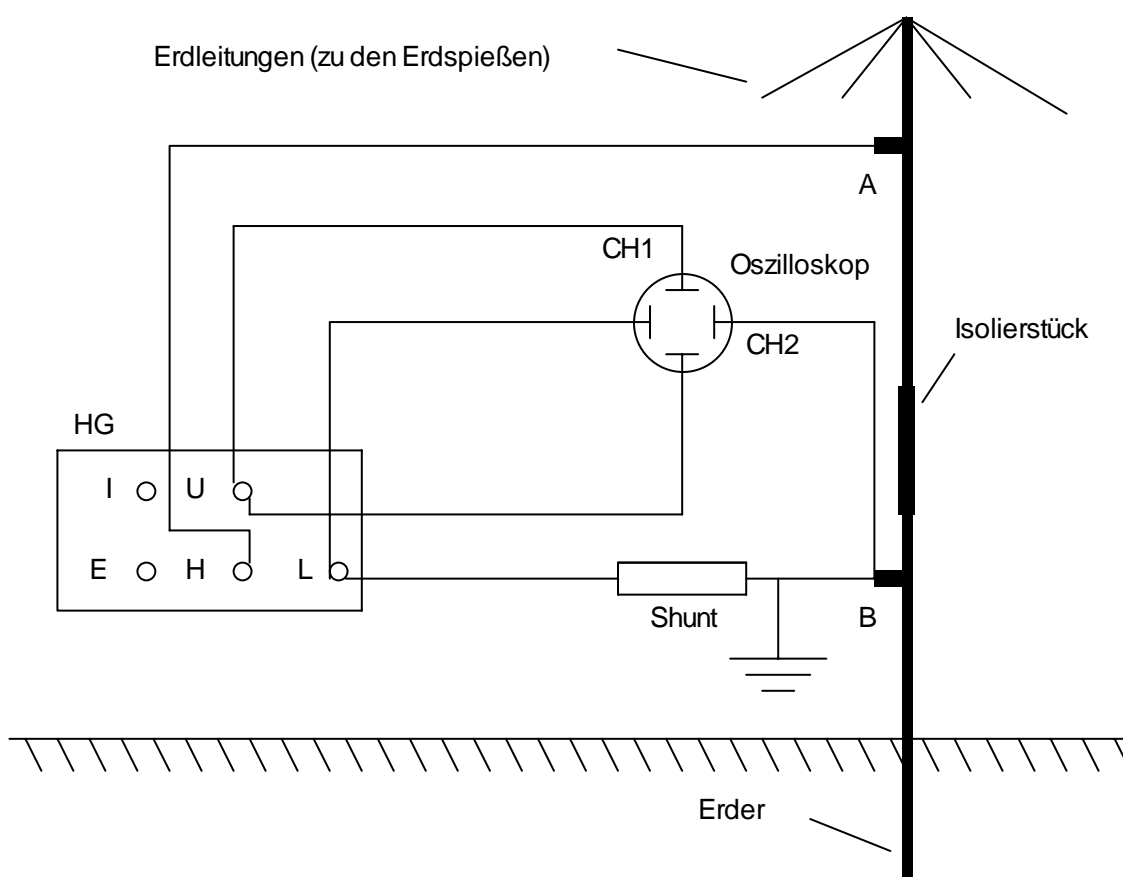 Erdleitungen (zu den Erdspießen)
A
CH1
Oszilloskop
CH2
Isolierstück
HG
I U
E H L
Shunt
B
Erder